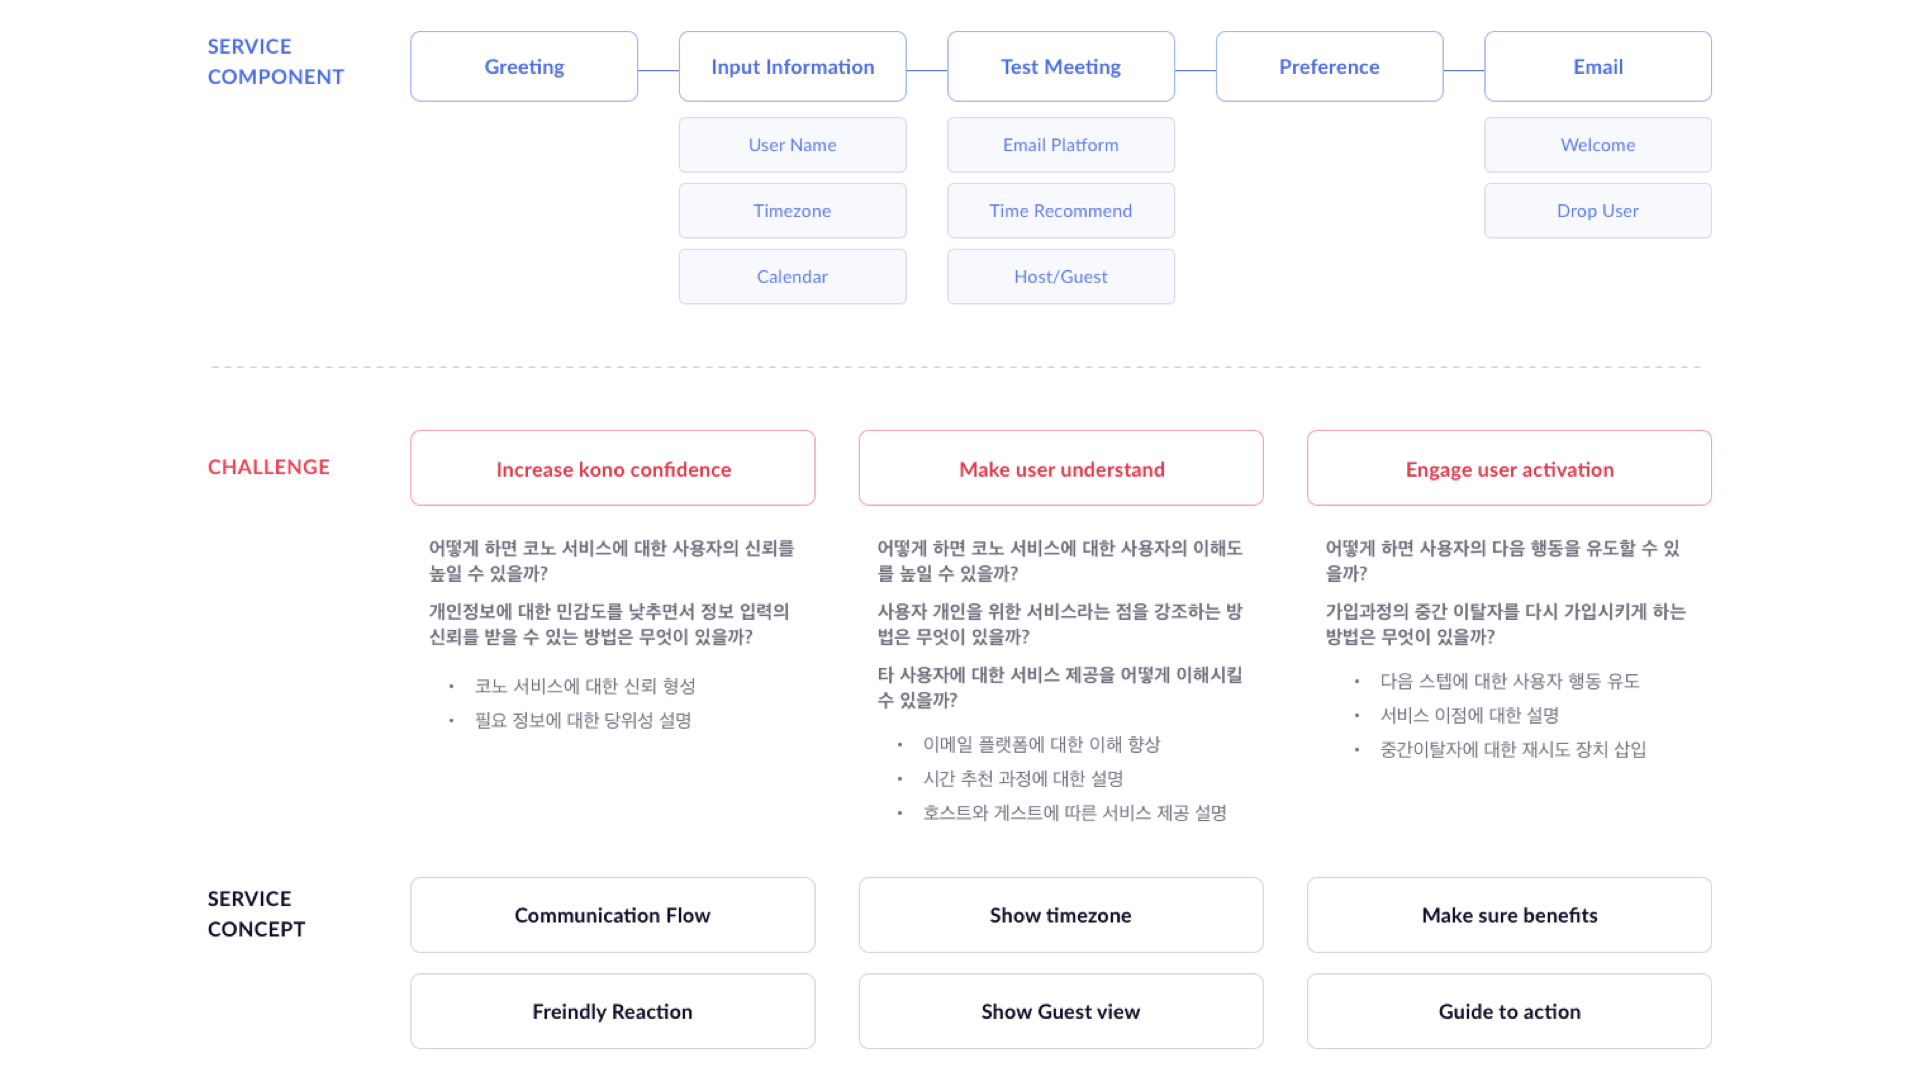 SERVICE
COMPONENT
Greeting
Input Information
Test Meeting
Preference
Email
User Name
Email Platform
Welcome
Timezone
Time Recommend
Drop User
Calendar
Host/Guest
CHALLENGE
Increase kono confidence
Make user understand
Engage user activation
어떻게 하면 코노 서비스에 대한 사용자의 신뢰를
높일 수 있을까?
개인정보에 대한 민감도를 낮추면서 정보 입력의
신뢰를 받을 수 있는 방법은 무엇이 있을까?
• 코노 서비스에 대한 신뢰 형성
• 필요 정보에 대한 당위성 설명
어떻게 하면 코노 서비스에 대한 사용자의 이해도
를 높일 수 있을까?
사용자 개인을 위한 서비스라는 점을 강조하는 방
법은 무엇이 있을까?
타 사용자에 대한 서비스 제공을 어떻게 이해시킬
수 있을까?
• 이메일 플랫폼에 대한 이해 향상
• 시간 추천 과정에 대한 설명
• 호스트와 게스트에 따른 서비스 제공 설명
어떻게 하면 사용자의 다음 행동을 유도할 수 있
을까?
가입과정의 중간 이탈자를 다시 가입시키게 하는
방법은 무엇이 있을까?
• 다음 스텝에 대한 사용자 행동 유도
• 서비스 이점에 대한 설명
• 중간이탈자에 대한 재시도 장치 삽입
SERVICE
CONCEPT
Communication Flow
Show timezone
Make sure benefits
Freindly Reaction
Show Guest view
Guide to action